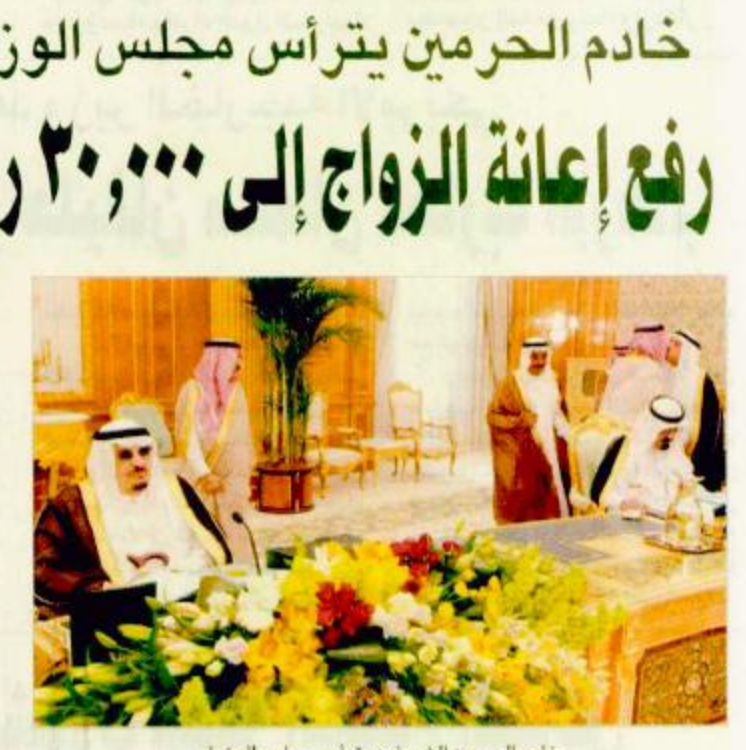 خادم الحرمين يترأس مجلس الوز
رفع إعانة الزواج إلى ٣٠,٠٠٠ ر